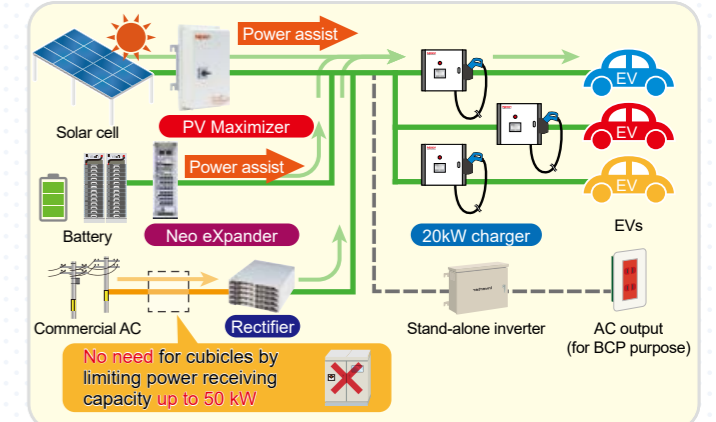 Power assist
Solar cell
PV Maximizer
EV
EV
Power assist
EV
Battery
Neo eXpander
20kW charger
EVs
Commercial AC
Rectifier
Stand-alone inverter
AC output
(for BCP purpose)
No need for cubicles by
limiting power receiving
capacity up to 50 kW